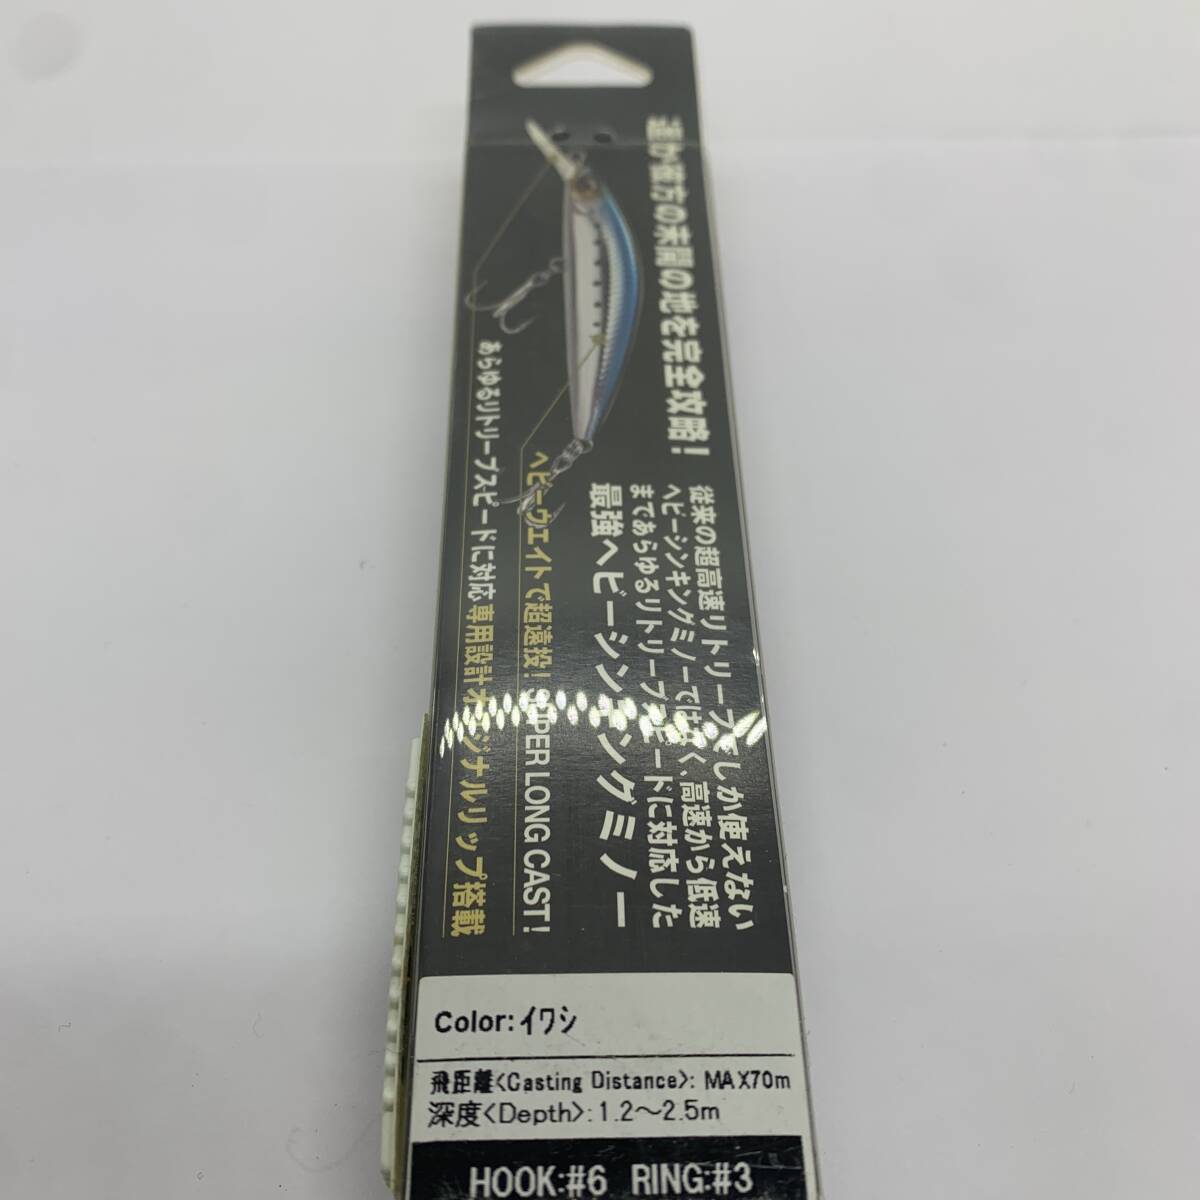 遥か彼方の未開の地を完全攻略!
従来の超高速リトリーブでしか使えない
ヘビーシンキングミノーではなく、高速から低速
まであらゆるリトリーブスピードに対応した
最強ヘビーシンキングミノー
ヘビーウエイトで超遠投! SUPER LONG CAST!
あらゆるリトリーブスピードに対応専用設計オリジナルリップ搭載
Color:イワシ
飛距離<Casting Distance>: MAX70m
深度<Depth>:1.2～2.5m
HOOK:#6 RING:#3